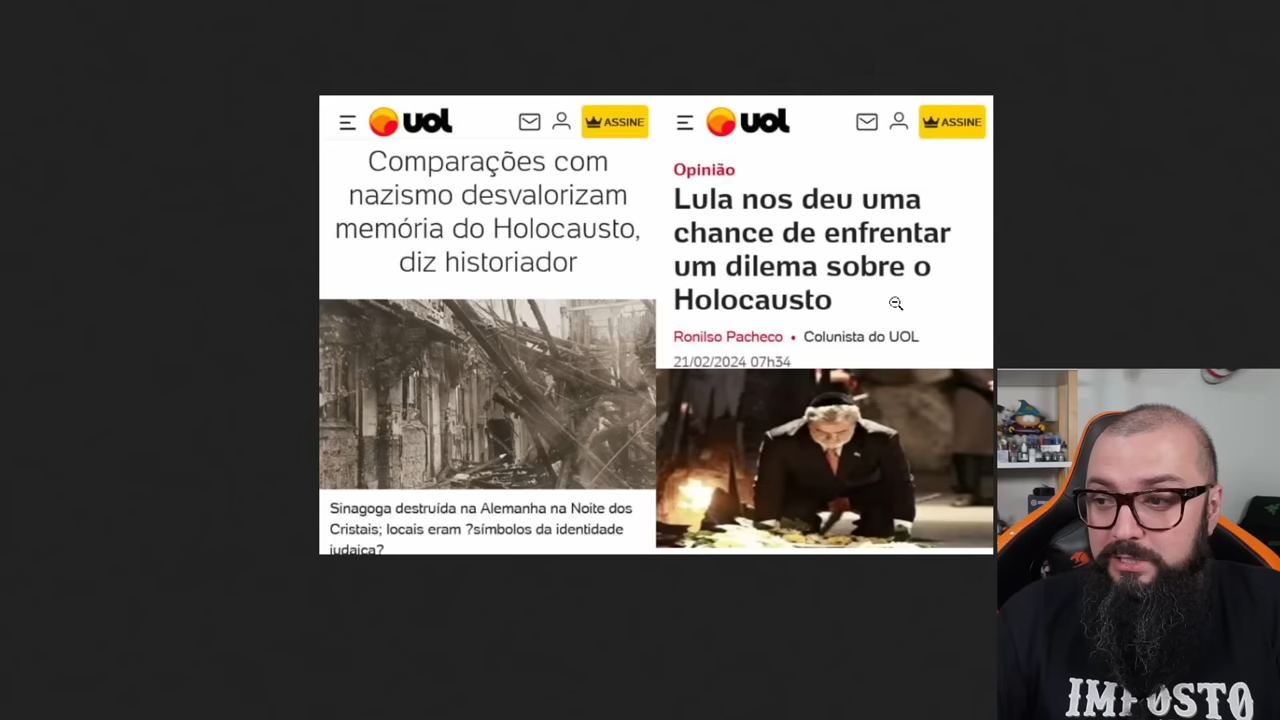 uol
ASSINE
Comparações com
nazismo desvalorizam
memória do Holocausto,
diz historiador
Sinagoga destruída na Alemanha na Noite dos
Cristais; locais eram ?símbolos da identidade
judaica?
uol
ASSINE
Opinião
Lula nos deu uma
chance de enfrentar
um dilema sobre o
Holocausto
Ronilso Pacheco • Colunista do UOL
21/02/2024 07h34
IMPOSTO